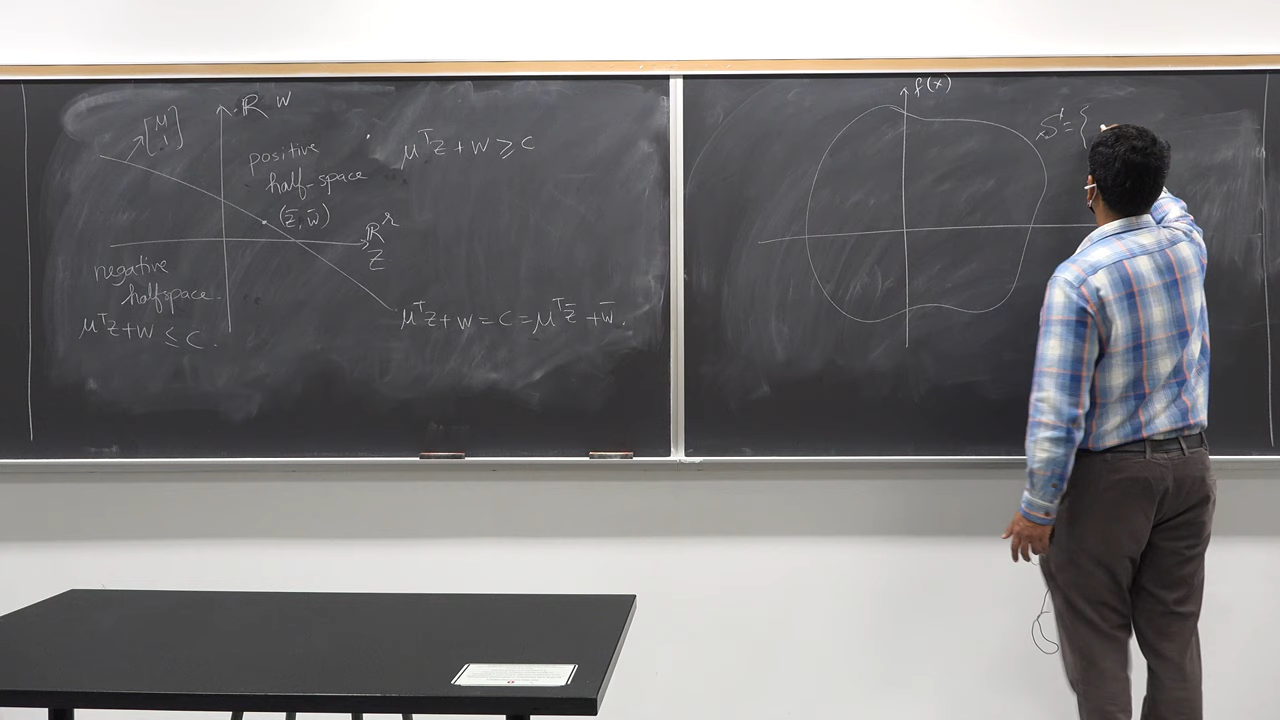 [μ
1]
ℝ w
positive
half-space
(z̄, w̄)
μᵀz + w ≥ c
ℝʳ
z
negative
halfspace.
μᵀz + w ≤ c.
μᵀz + w = c = μᵀz̄ + w̄.
f(x)
S = {